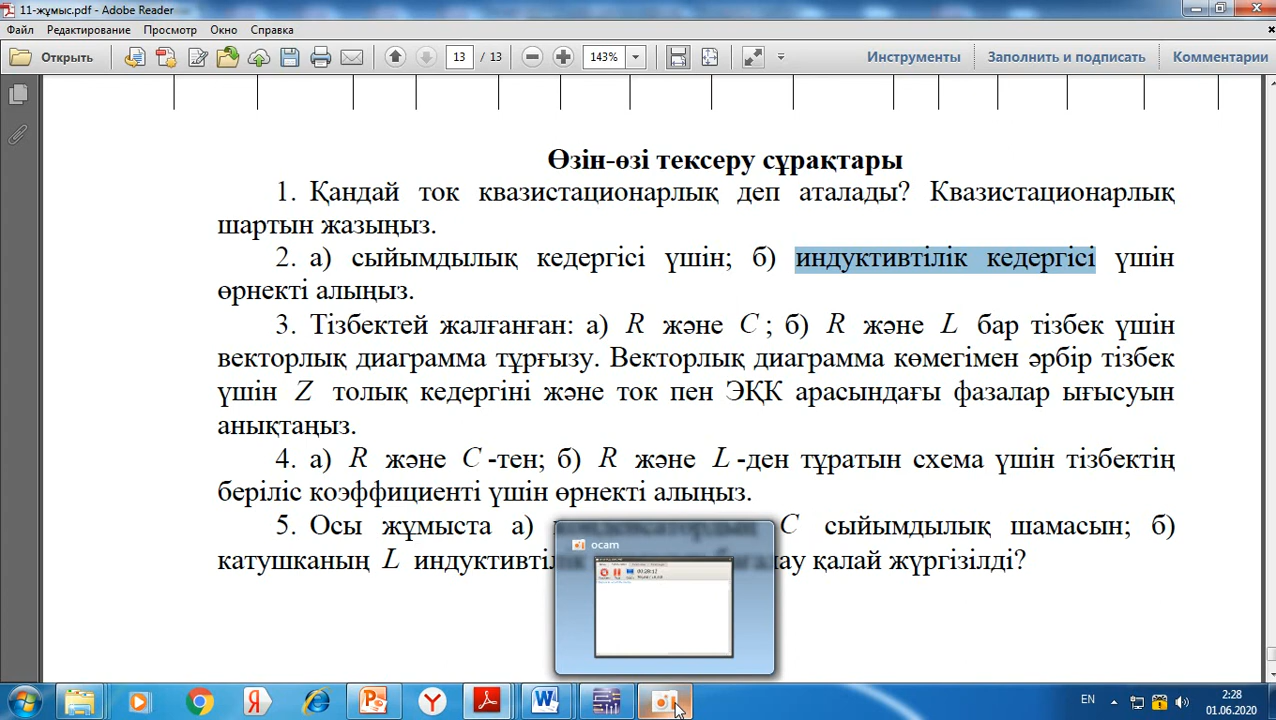 11-жұмыс.pdf - Adobe Reader
Файл Редактирование Просмотр Окно Справка
Открыть 13 / 13 143% Инструменты Заполнить и подписать Комментарии
Өзін-өзі тексеру сұрақтары
1. Қандай ток квазистационарлық деп аталады? Квазистационарлық
шартын жазыңыз.
2. а) сыйымдылық кедергісі үшін; б) индуктивтілік кедергісі үшін
өрнекті алыңыз.
3. Тізбектей жалғанған: а) R және C ; б) R және L бар тізбек үшін
векторлық диаграмма тұрғызу. Векторлық диаграмма көмегімен әрбір тізбек
үшін Z толық кедергіні және ток пен ЭҚК арасындағы фазалар ығысуын
анықтаңыз.
4. а) R және C -тен; б) R және L -ден тұратын схема үшін тізбектің
беріліс коэффициенті үшін өрнекті алыңыз.
5. Осы жұмыста а) C сыйымдылық шамасын; б)
катушканың L қалай жүргізілді?
ocam
EN
2:28
01.06.2020